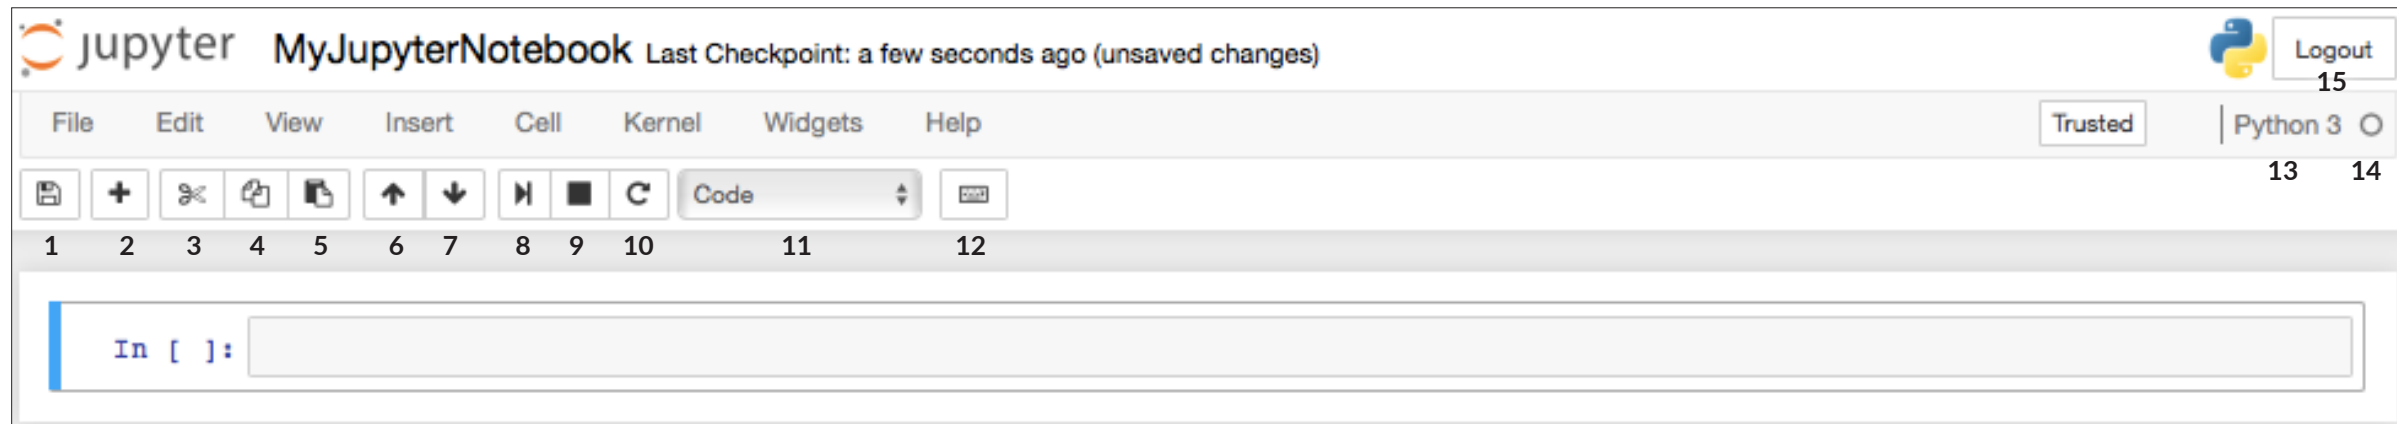 jupyter MyJupyterNotebook Last Checkpoint: a few seconds ago (unsaved changes) Logout
15
File Edit View Insert Cell Kernel Widgets Help Trusted Python 3
13 14
Code
1 2 3 4 5 6 7 8 9 10 11 12
In [ ]: